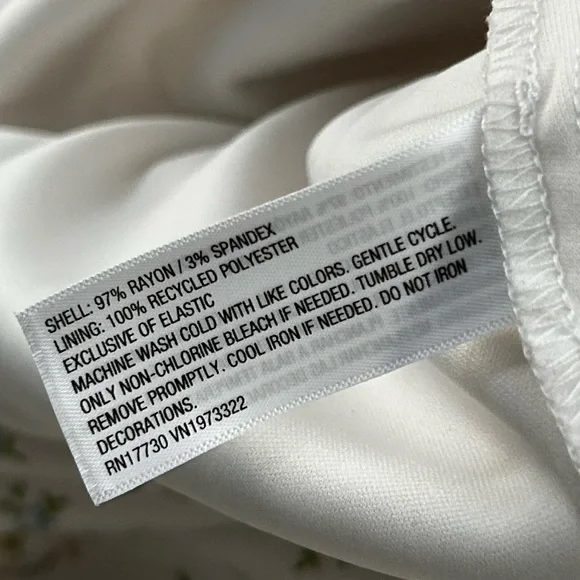 SHELL: 97% RAYON / 3% SPANDEX
LINING: 100% RECYCLED POLYESTER
EXCLUSIVE OF ELASTIC
MACHINE WASH COLD WITH LIKE COLORS. GENTLE CYCLE.
ONLY NON-CHLORINE BLEACH IF NEEDED. TUMBLE DRY LOW.
REMOVE PROMPTLY. COOL IRON IF NEEDED. DO NOT IRON
DECORATIONS.
RN17730 VN1973322